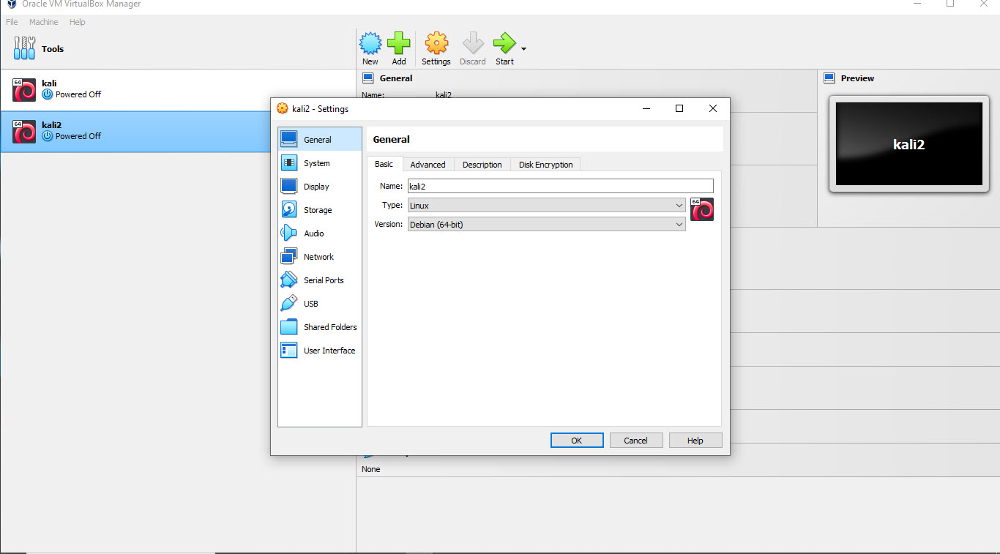 Oracle VM VirtualBox Manager
File Machine Help
Tools
New Add Settings Discard Start
64
kali
Powered Off
64
kali2
Powered Off
General
Name: kali2
Preview
kali2
kali2 - Settings
General
System
Display
Storage
Audio
Network
Serial Ports
USB
Shared Folders
User Interface
General
Basic Advanced Description Disk Encryption
Name: kali2
Type: Linux
64
Version: Debian (64-bit)
OK Cancel Help
None